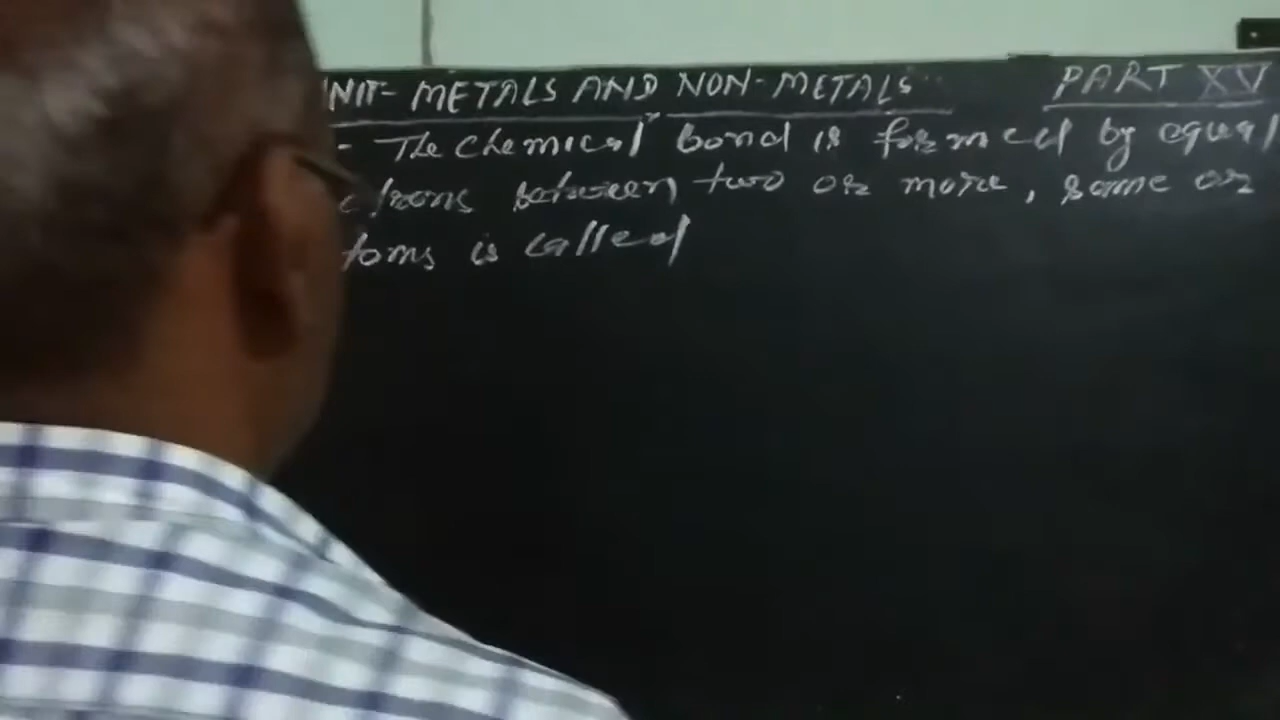 NIT- METALS AND NON-METALS PART XV
- The chemical bond is formed by equal
ctrons between two or more, same or
toms is called